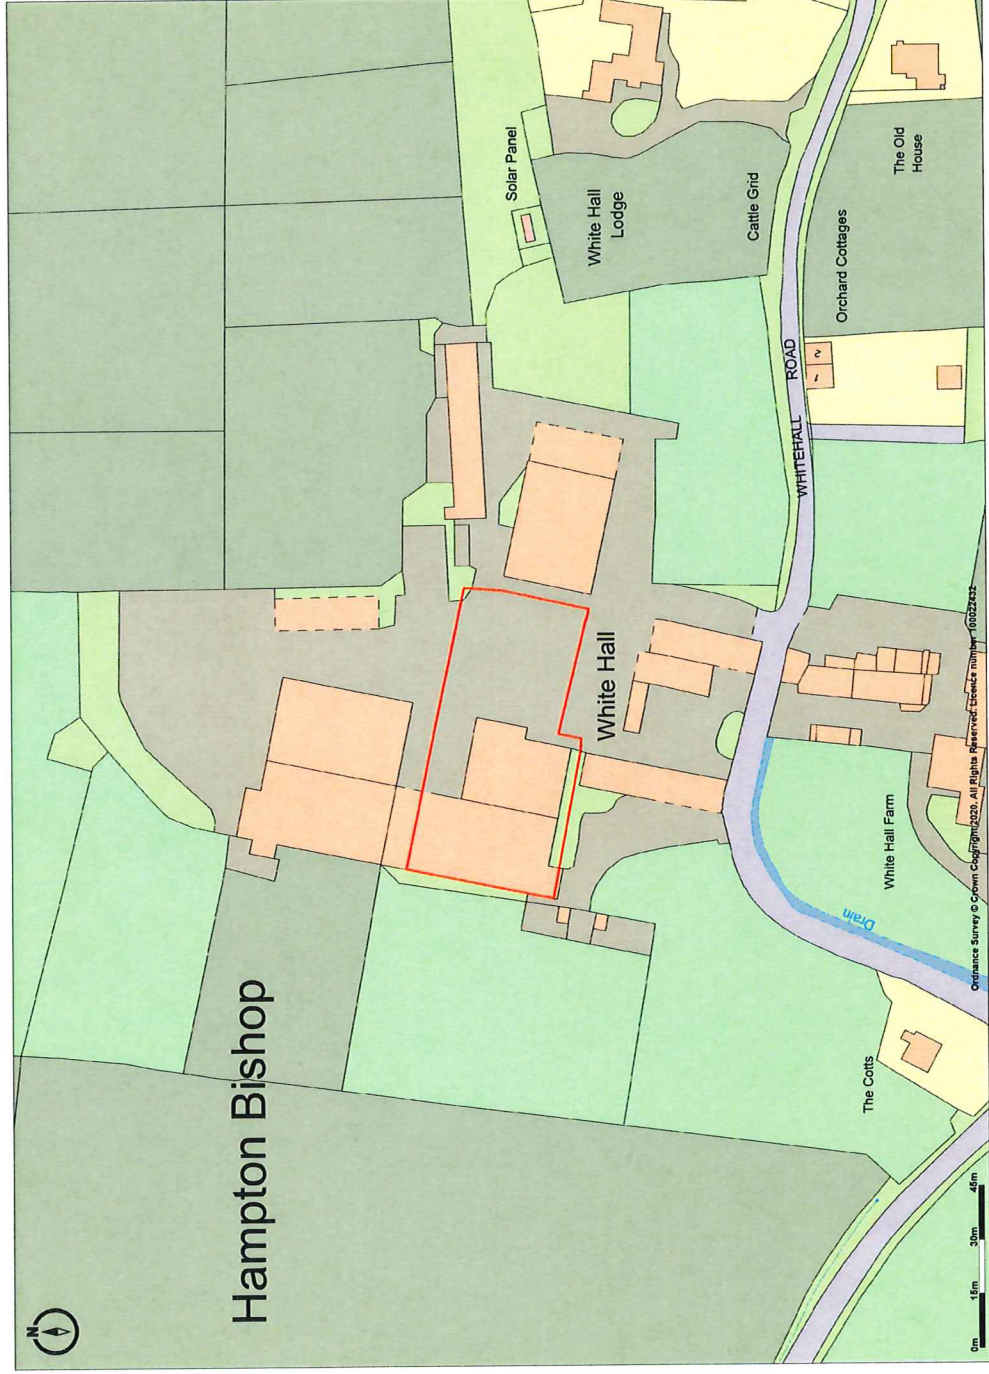 N
Hampton Bishop
Solar Panel
White Hall
Lodge
Cattle Grid
The Old
House
Orchard Cottages
1
2
WHITEHALL ROAD
White Hall
White Hall Farm
Drain
The Cotts
0m 15m 30m 45m
Ordnance Survey © Crown Copyright 2020. All Rights Reserved. Licence number 100022432